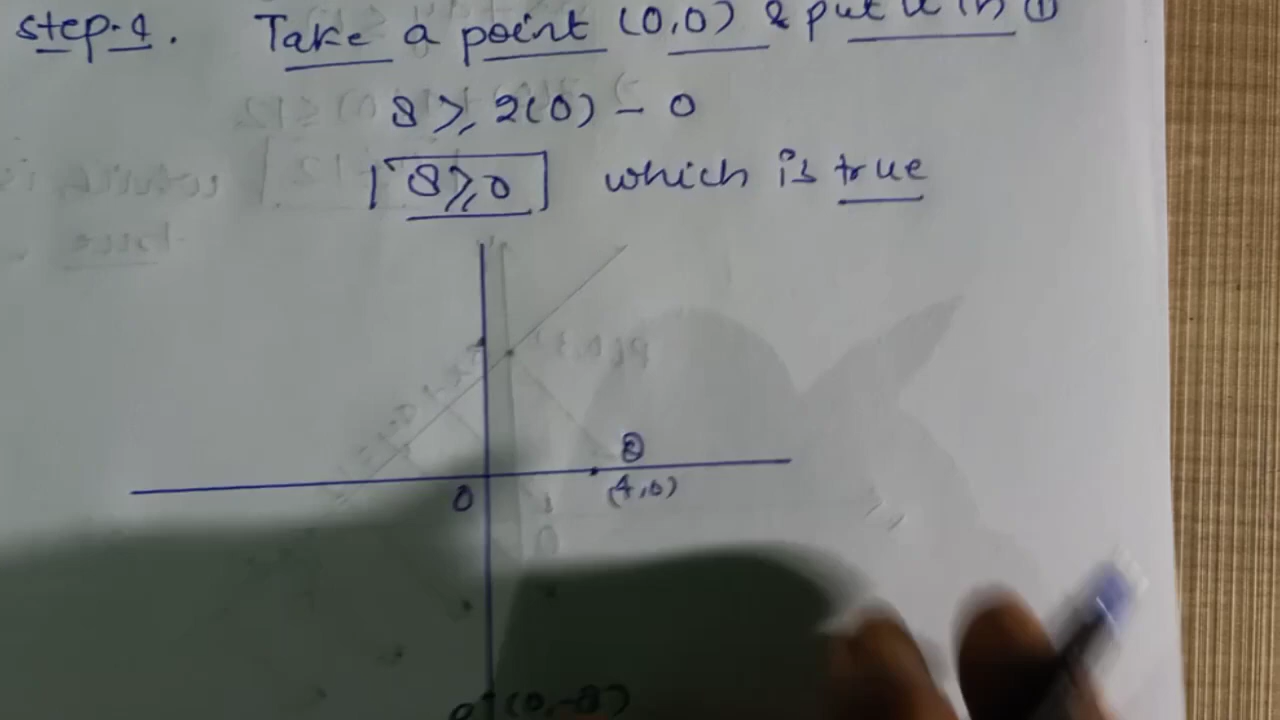 step-4. Take a point (0,0) & put it in ①
8 ≥ 2(0) - 0
8 ≥ 0 which is true
②
0 (4,0)
(0,-8)